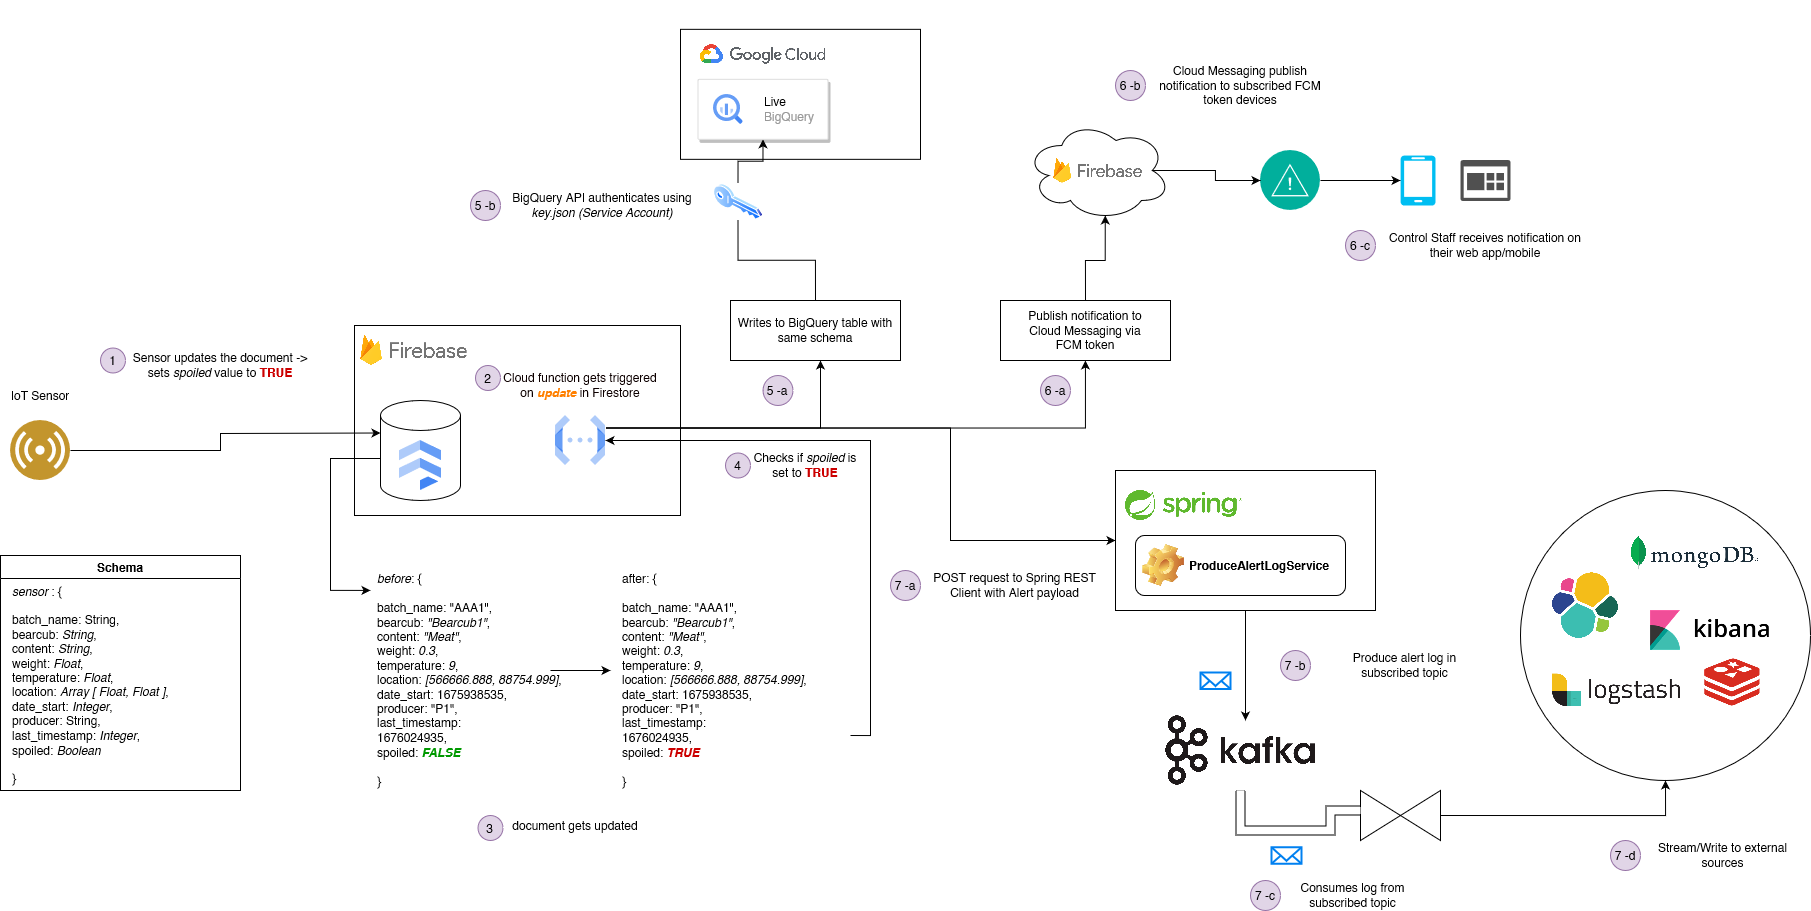 Google Cloud
Live
BigQuery
5 -b
BigQuery API authenticates using
key.json (Service Account)
6 -b
Cloud Messaging publish
notification to subscribed FCM
token devices
Firebase
6 -c
Control Staff receives notification on
their web app/mobile
Writes to BigQuery table with
same schema
Publish notification to
Cloud Messaging via
FCM token
5 -a
6 -a
1
Sensor updates the document ->
sets spoiled value to TRUE
IoT Sensor
Firebase
2
Cloud function gets triggered
on update in Firestore
4
Checks if spoiled is
set to TRUE
Schema
sensor : {
batch_name: String,
bearcub: String,
content: String,
weight: Float,
temperature: Float,
location: Array [ Float, Float ],
date_start: Integer,
producer: String,
last_timestamp: Integer,
spoiled: Boolean
}
before: {
batch_name: "AAA1",
bearcub: "Bearcub1",
content: "Meat",
weight: 0.3,
temperature: 9,
location: [566666.888, 88754.999],
date_start: 1675938535,
producer: "P1",
last_timestamp:
1676024935,
spoiled: FALSE
}
after: {
batch_name: "AAA1",
bearcub: "Bearcub1",
content: "Meat",
weight: 0.3,
temperature: 9,
location: [566666.888, 88754.999],
date_start: 1675938535,
producer: "P1",
last_timestamp:
1676024935,
spoiled: TRUE
}
3
document gets updated
7 -a
POST request to Spring REST
Client with Alert payload
spring
ProduceAlertLogService
7 -b
Produce alert log in
subscribed topic
kafka
7 -c
Consumes log from
subscribed topic
7 -d
Stream/Write to external
sources
mongoDB
kibana
logstash